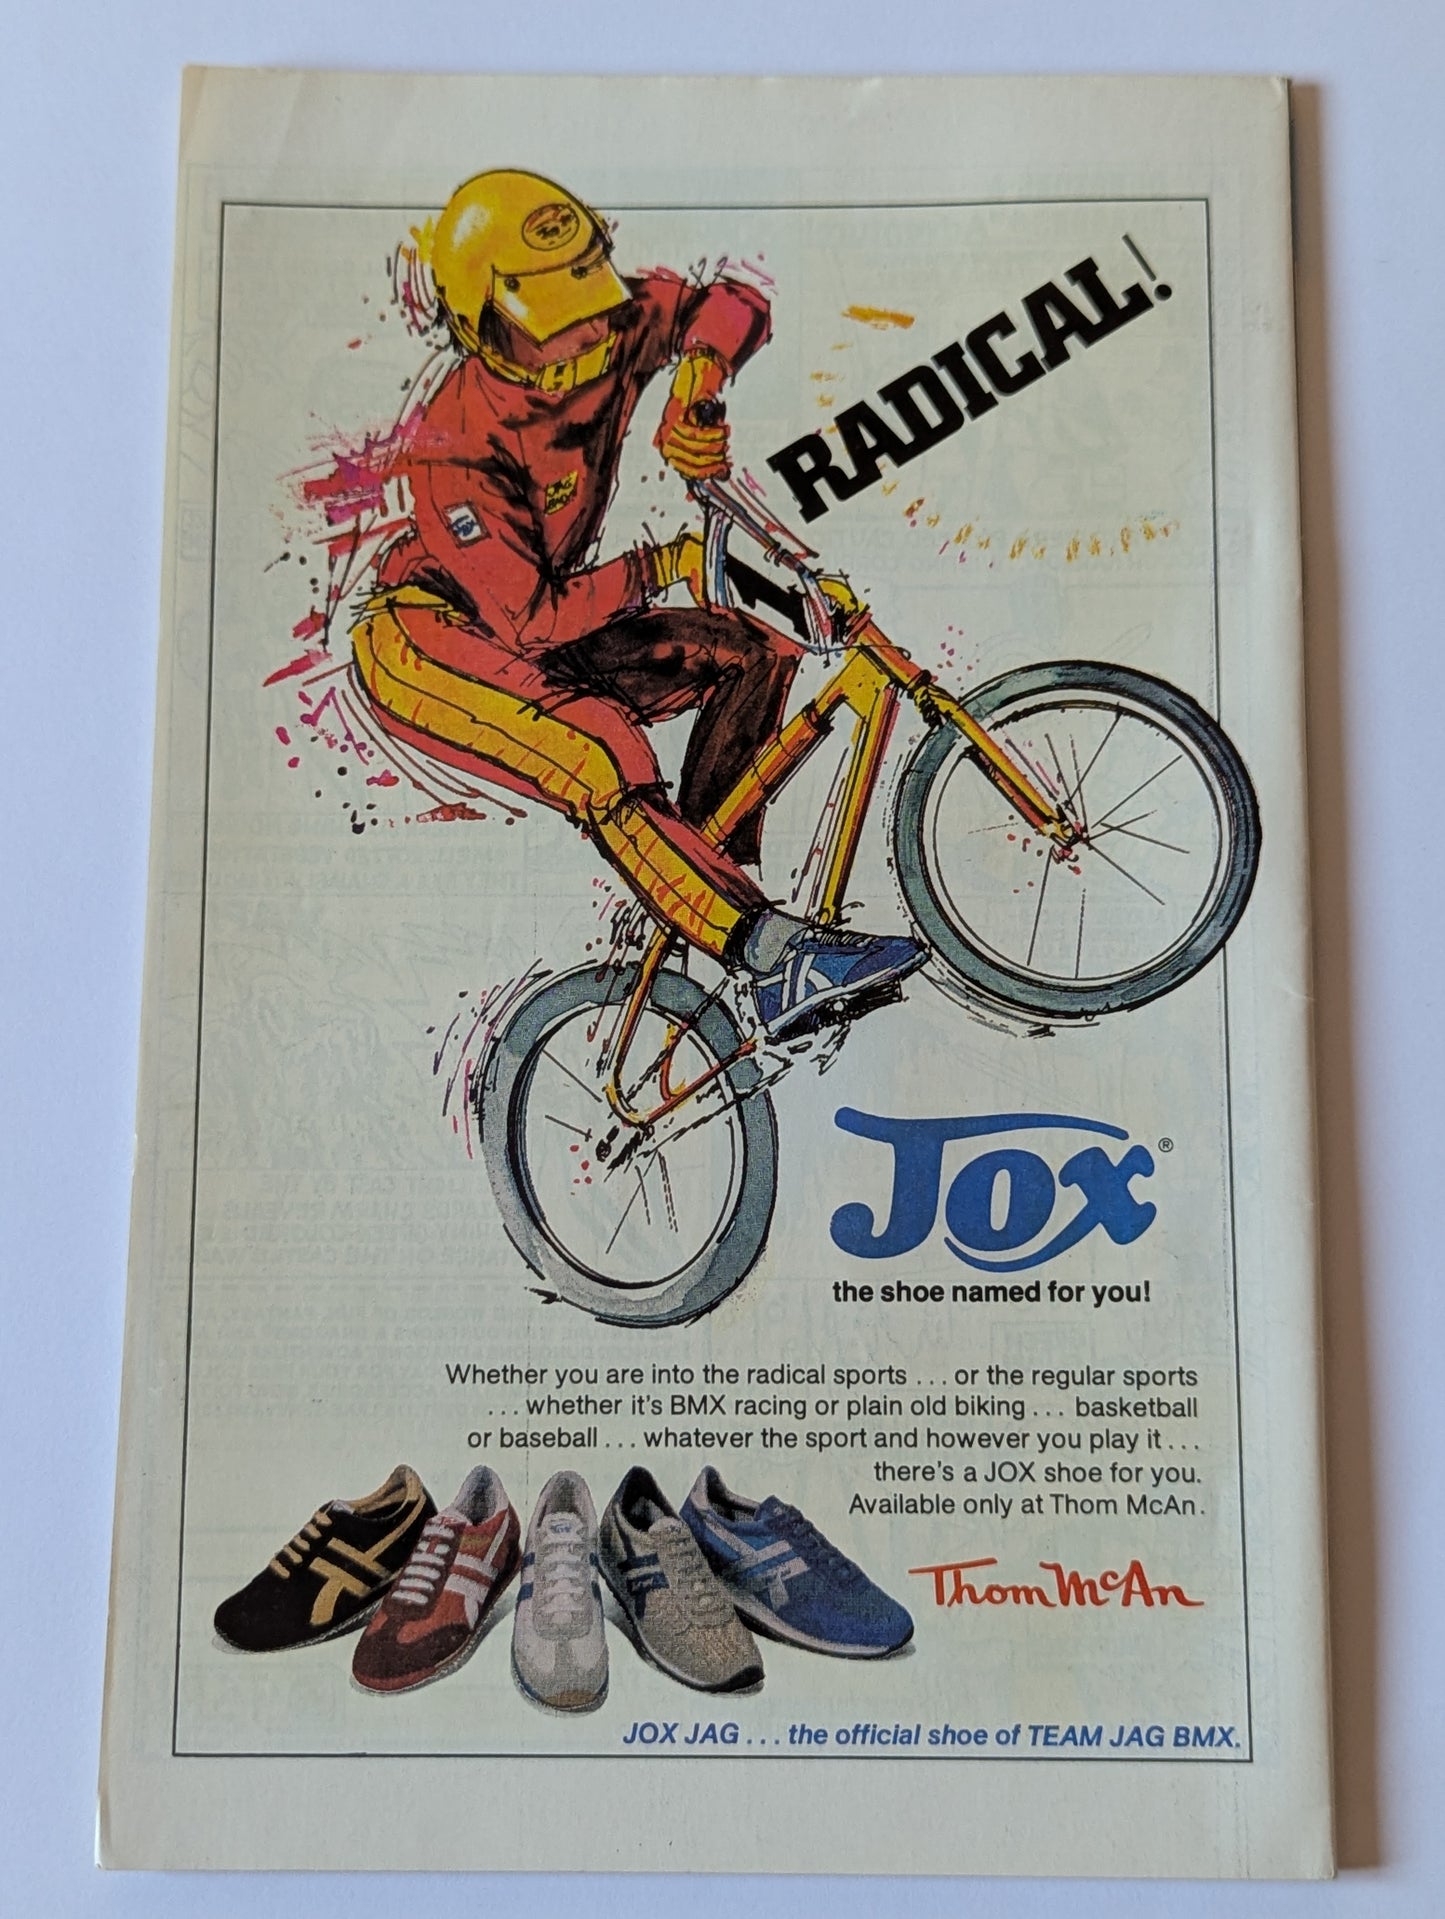 RADICAL!
JAG
1
Jox®
the shoe named for you!
Whether you are into the radical sports ... or the regular sports
... whether it's BMX racing or plain old biking ... basketball
or baseball ... whatever the sport and however you play it ...
there's a JOX shoe for you.
Available only at Thom McAn.
Thom McAn
JOX JAG ... the official shoe of TEAM JAG BMX.